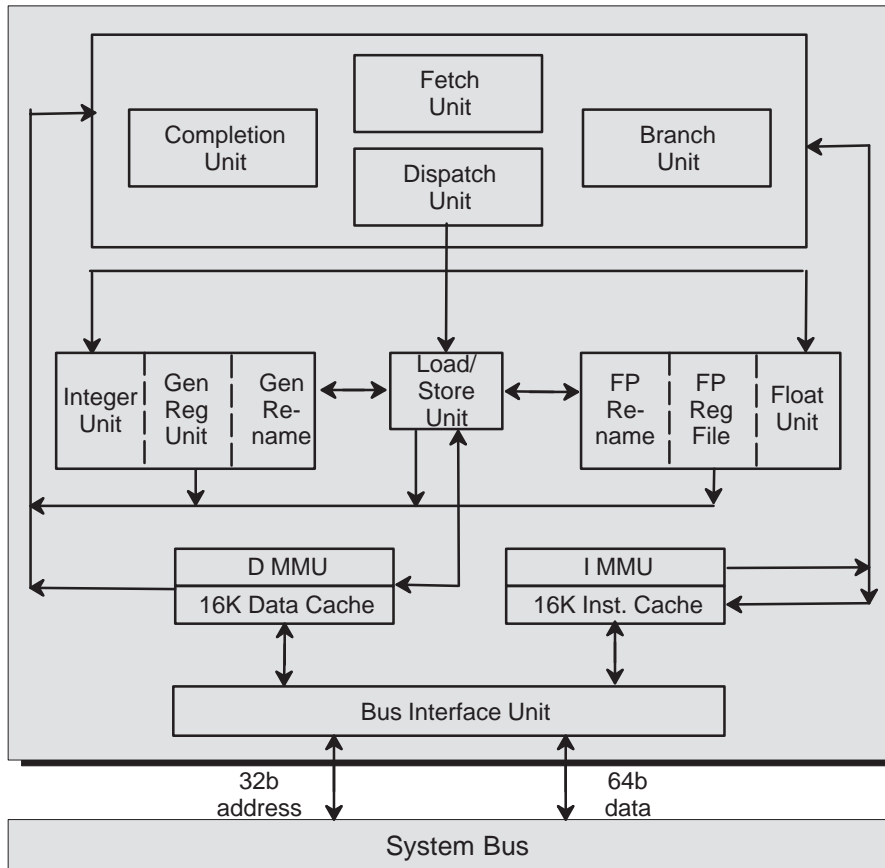 Fetch
Unit
Completion
Unit
Branch
Unit
Dispatch
Unit
Integer
Unit
Gen
Reg
Unit
Gen
Re-
name
Load/
Store
Unit
FP
Re-
name
FP
Reg
File
Float
Unit
D MMU
16K Data Cache
I MMU
16K Inst. Cache
Bus Interface Unit
32b
address
64b
data
System Bus